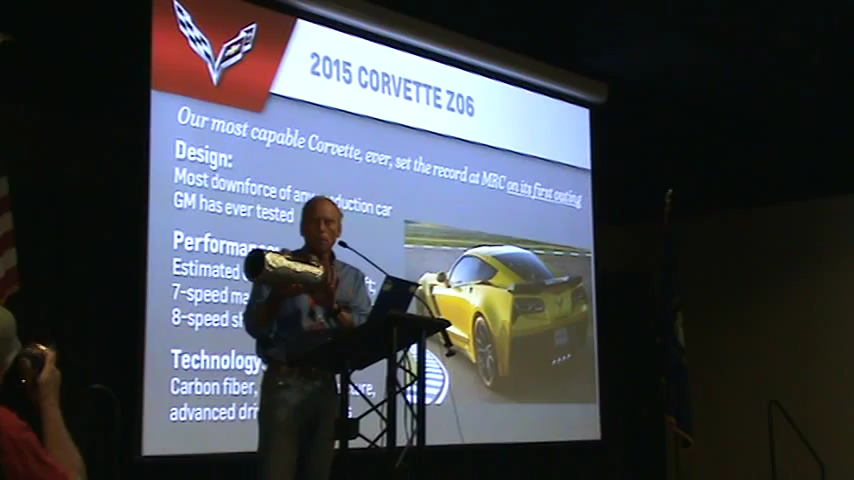 2015 CORVETTE Z06
Our most capable Corvette, ever, set the record at MRC on its first outing
Design:
Most downforce of any production car
GM has ever tested
Performance:
Estimated
7-speed
8-speed
Technology:
Carbon fiber,
advanced